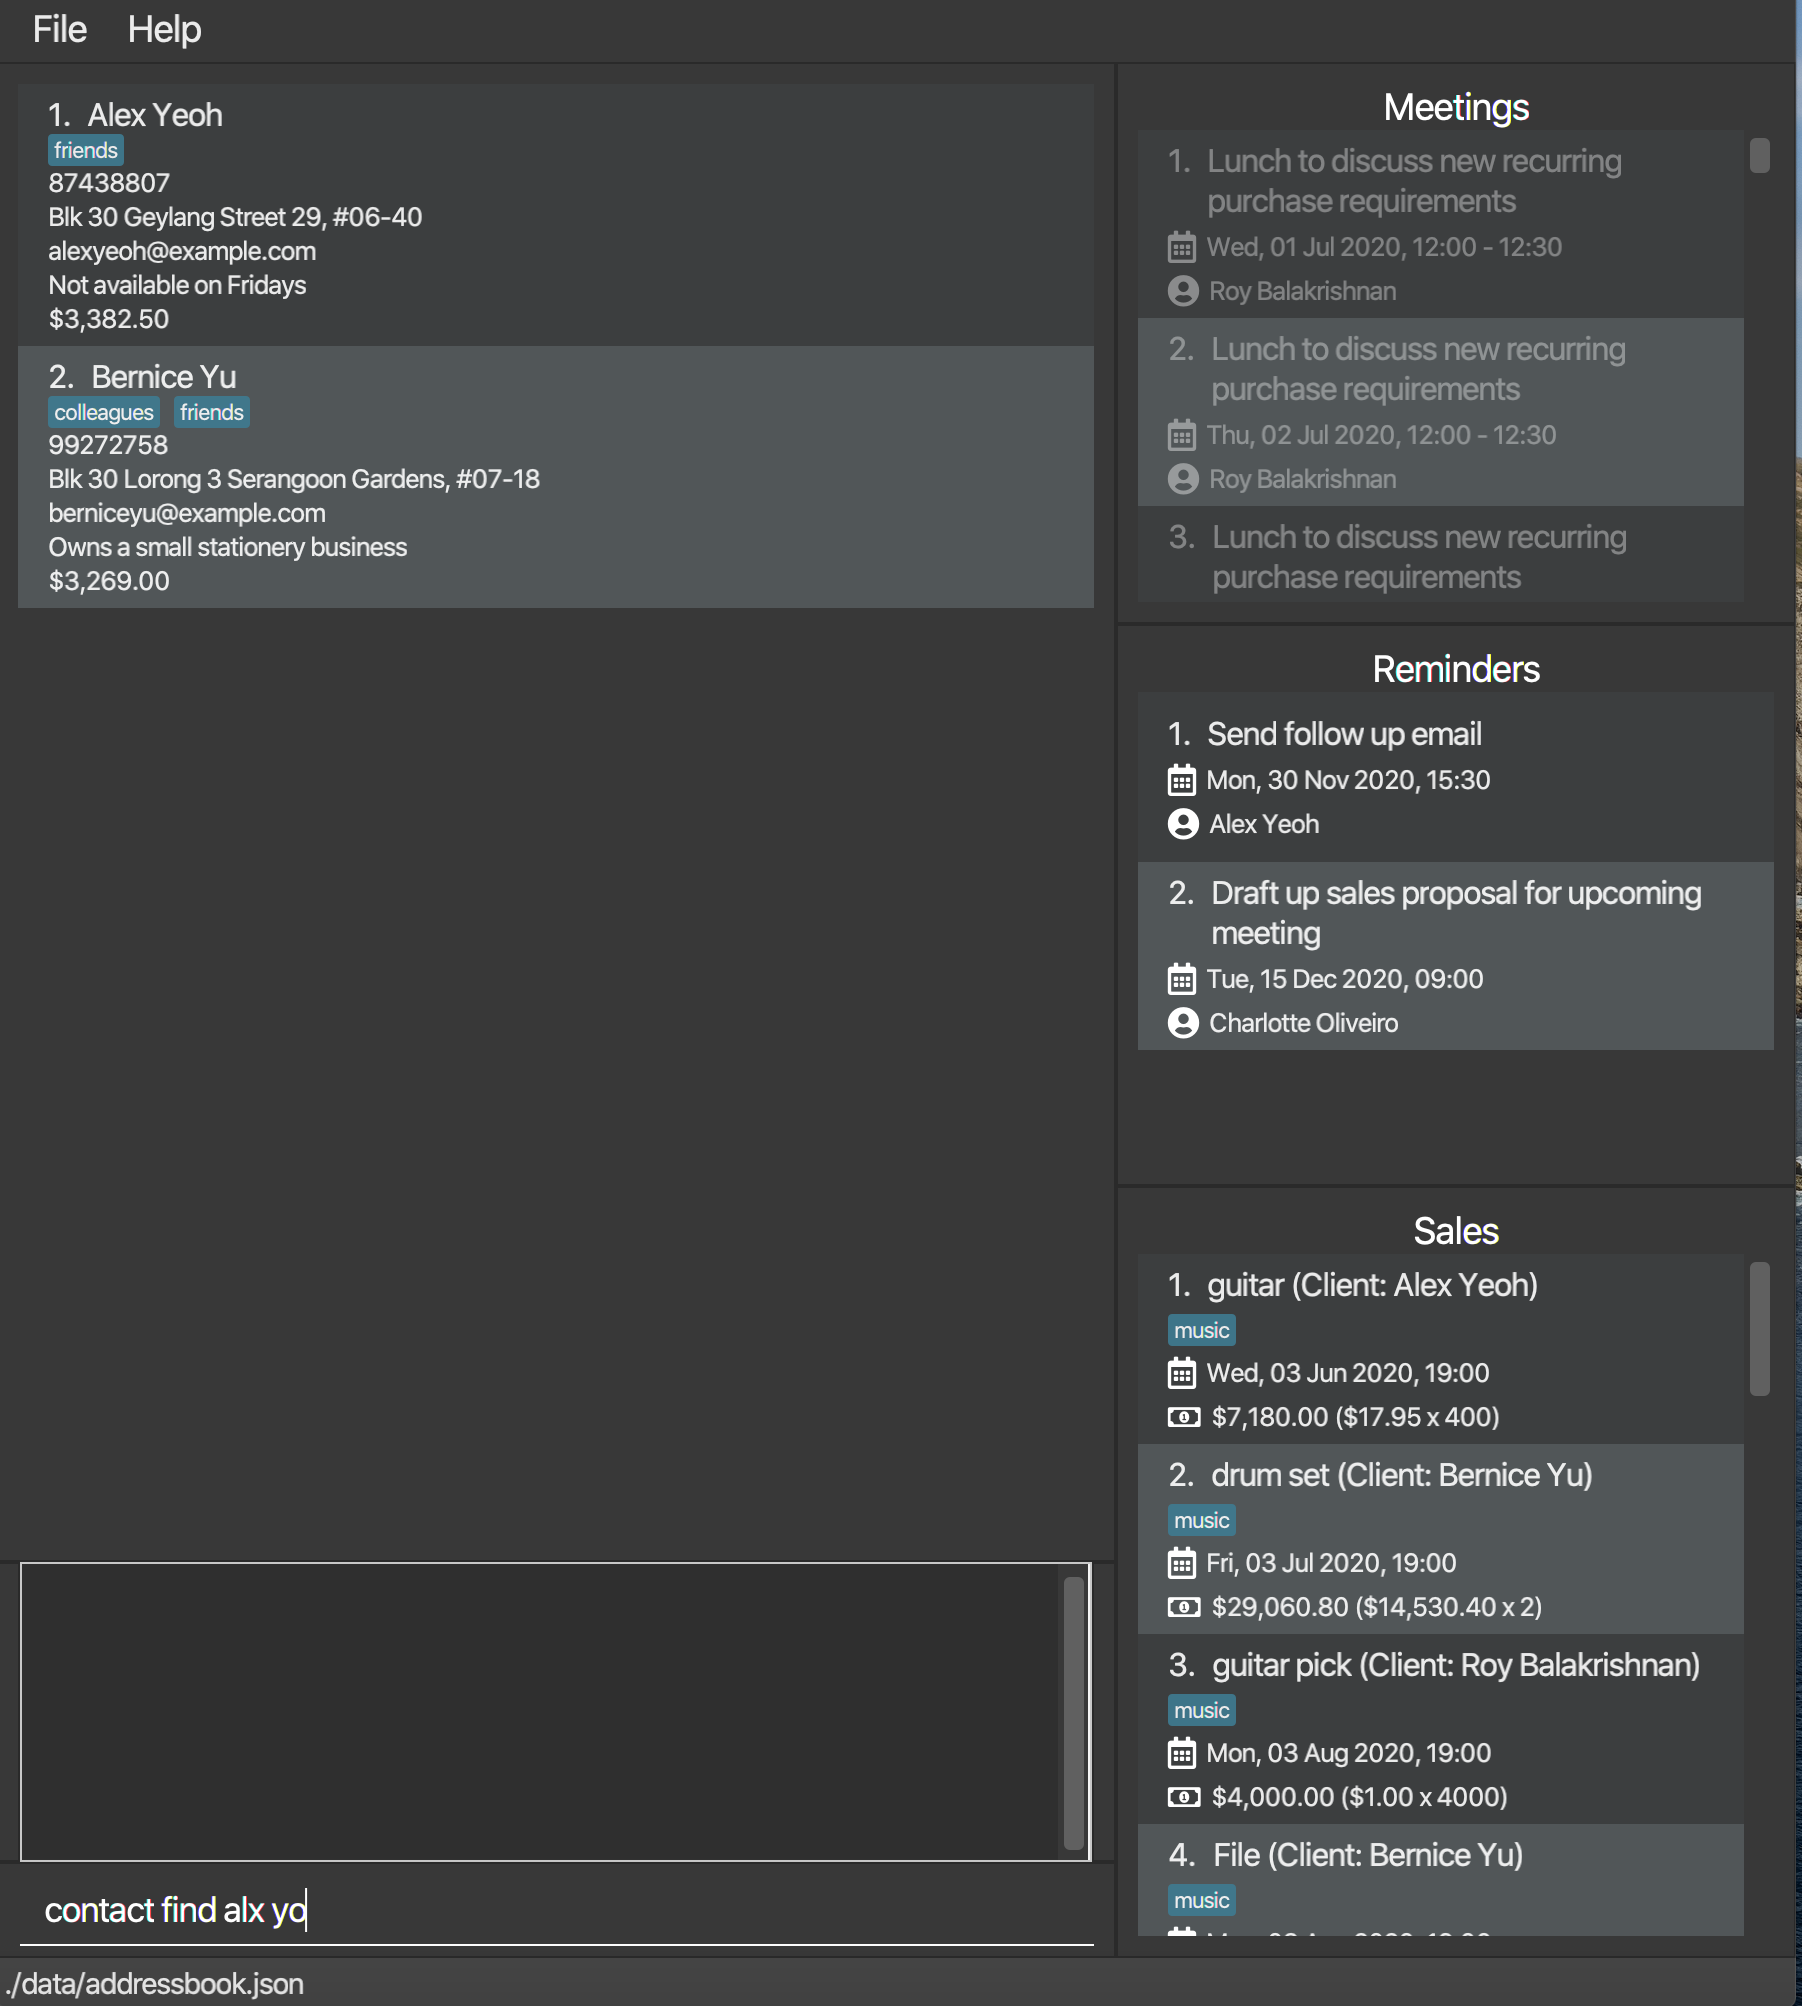 File Help
1. Alex Yeoh
friends
87438807
Blk 30 Geylang Street 29, #06-40
alexyeoh@example.com
Not available on Fridays
$3,382.50
2. Bernice Yu
colleagues friends
99272758
Blk 30 Lorong 3 Serangoon Gardens, #07-18
berniceyu@example.com
Owns a small stationery business
$3,269.00
contact find alx yo
./data/addressbook.json
Meetings
1. Lunch to discuss new recurring
purchase requirements
Wed, 01 Jul 2020, 12:00 - 12:30
Roy Balakrishnan
2. Lunch to discuss new recurring
purchase requirements
Thu, 02 Jul 2020, 12:00 - 12:30
Roy Balakrishnan
3. Lunch to discuss new recurring
purchase requirements
Reminders
1. Send follow up email
Mon, 30 Nov 2020, 15:30
Alex Yeoh
2. Draft up sales proposal for upcoming
meeting
Tue, 15 Dec 2020, 09:00
Charlotte Oliveiro
Sales
1. guitar (Client: Alex Yeoh)
music
Wed, 03 Jun 2020, 19:00
$7,180.00 ($17.95 x 400)
2. drum set (Client: Bernice Yu)
music
Fri, 03 Jul 2020, 19:00
$29,060.80 ($14,530.40 x 2)
3. guitar pick (Client: Roy Balakrishnan)
music
Mon, 03 Aug 2020, 19:00
$4,000.00 ($1.00 x 4000)
4. File (Client: Bernice Yu)
music